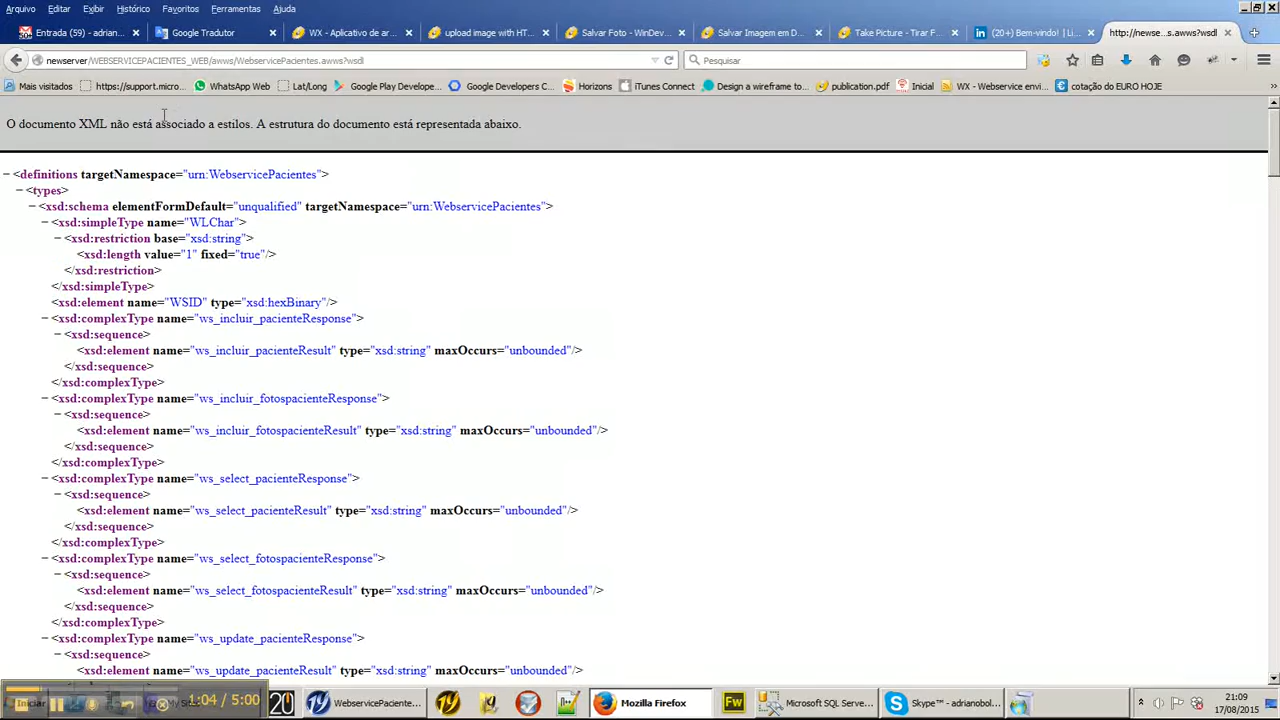 Arquivo Editar Exibir Histórico Favoritos Ferramentas Ajuda
Entrada (59) - adrian... Google Tradutor WX - Aplicativo de ar... upload image with HT... Salvar Foto - WinDev... Salvar Imagem em D... Take Picture - Tirar F... (20+) Bem-vindo! | Li... http://newse...s.awws?wsdl
newserver/WEBSERVICEPACIENTES_WEB/awws/WebservicePacientes.awws?wsdl Pesquisar
Mais visitados https://support.micro... WhatsApp Web Lat/Long Google Play Develope... Google Cloud Horizons iTunes Connect Design a wireframe to... publication.pdf Inicial WX - Webservice envi... cotação do EURO HOJE
O documento XML não está associado a estilos. A estrutura do documento está representada abaixo.
− <definitions targetNamespace="urn:WebservicePacientes">
− <types>
− <xsd:schema elementFormDefault="unqualified" targetNamespace="urn:WebservicePacientes">
− <xsd:simpleType name="WLChar">
− <xsd:restriction base="xsd:string">
<xsd:length value="1" fixed="true"/>
</xsd:restriction>
</xsd:simpleType>
<xsd:element name="WSID" type="xsd:hexBinary"/>
− <xsd:complexType name="ws_incluir_pacienteResponse">
− <xsd:sequence>
<xsd:element name="ws_incluir_pacienteResult" type="xsd:string" maxOccurs="unbounded"/>
</xsd:sequence>
</xsd:complexType>
− <xsd:complexType name="ws_incluir_fotospacienteResponse">
− <xsd:sequence>
<xsd:element name="ws_incluir_fotospacienteResult" type="xsd:string" maxOccurs="unbounded"/>
</xsd:sequence>
</xsd:complexType>
− <xsd:complexType name="ws_select_pacienteResponse">
− <xsd:sequence>
<xsd:element name="ws_select_pacienteResult" type="xsd:string" maxOccurs="unbounded"/>
</xsd:sequence>
</xsd:complexType>
− <xsd:complexType name="ws_select_fotospacienteResponse">
− <xsd:sequence>
<xsd:element name="ws_select_fotospacienteResult" type="xsd:string" maxOccurs="unbounded"/>
</xsd:sequence>
</xsd:complexType>
− <xsd:complexType name="ws_update_pacienteResponse">
− <xsd:sequence>
<xsd:element name="ws_update_pacienteResult" type="xsd:string" maxOccurs="unbounded"/>
Iniciar 1:04 / 5:00 20 WebservicePaciente... Mozilla Firefox Fw Microsoft SQL Serve... Skype™ - adrianobol... 21:09
17/08/2015